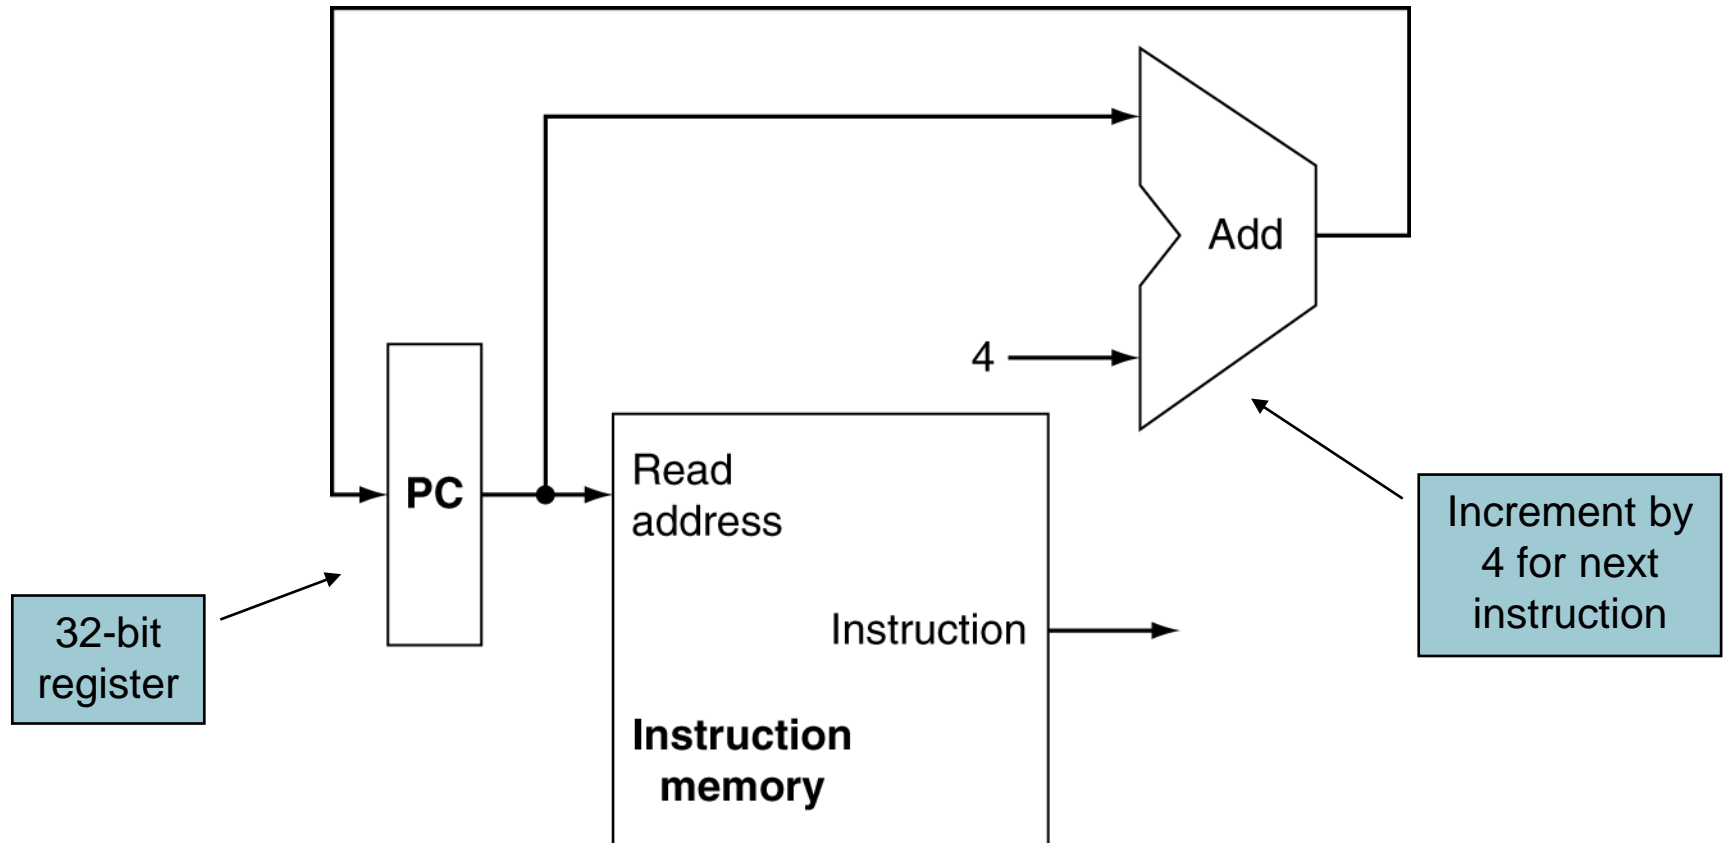 Add
4
PC
Read
address
Instruction
Instruction
memory
32-bit
register
Increment by
4 for next
instruction